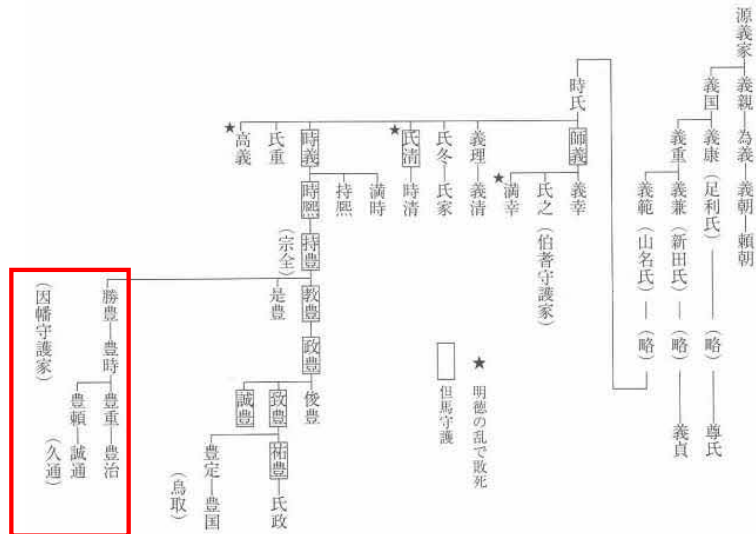 源義家
義親
為義
義朝
頼朝
義国
義康
(足利氏)
(略)
尊氏
義重
義兼
(新田氏)
(略)
義貞
義範
(山名氏)
(略)
時氏
師義
義幸
氏之
(伯耆守護家)
★満幸
義理
義清
氏冬
氏家
★氏清
時清
時義
満時
持熈
時熈
持豊
(宗全)
教豊
政豊
俊豊
致豊
祐豊
氏政
豊定
豊国
(鳥取)
誠豊
是豊
勝豊
豊時
豊重
豊治
豊頼
誠通
(久通)
(因幡守護家)
氏重
★高義
★ 明徳の乱で敗死
但馬守護